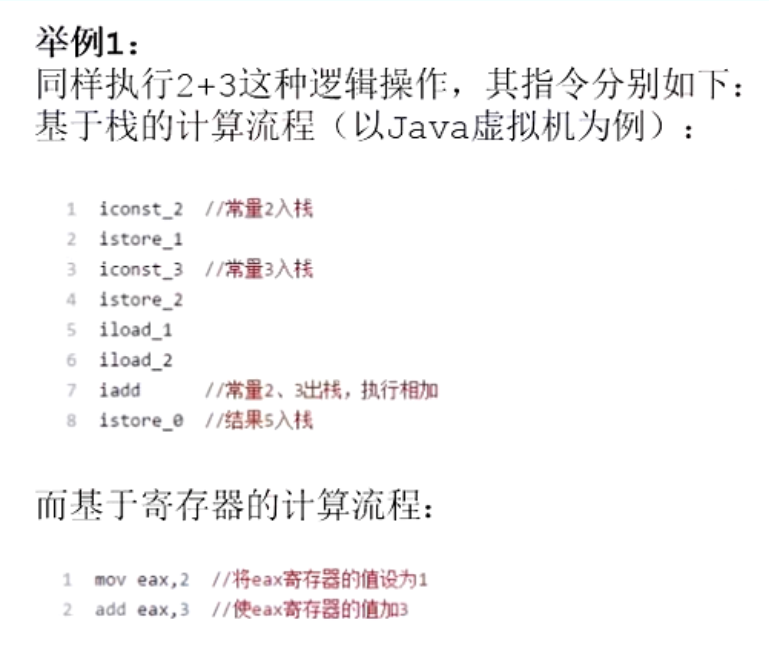 举例1:
同样执行2+3这种逻辑操作，其指令分别如下:
基于栈的计算流程（以Java虚拟机为例）:
1 iconst_2 //常量2入栈
2 istore_1
3 iconst_3 //常量3入栈
4 istore_2
5 iload_1
6 iload_2
7 iadd //常量2、3出栈，执行相加
8 istore_0 //结果5入栈
而基于寄存器的计算流程:
1 mov eax,2 //将eax寄存器的值设为1
2 add eax,3 //使eax寄存器的值加3